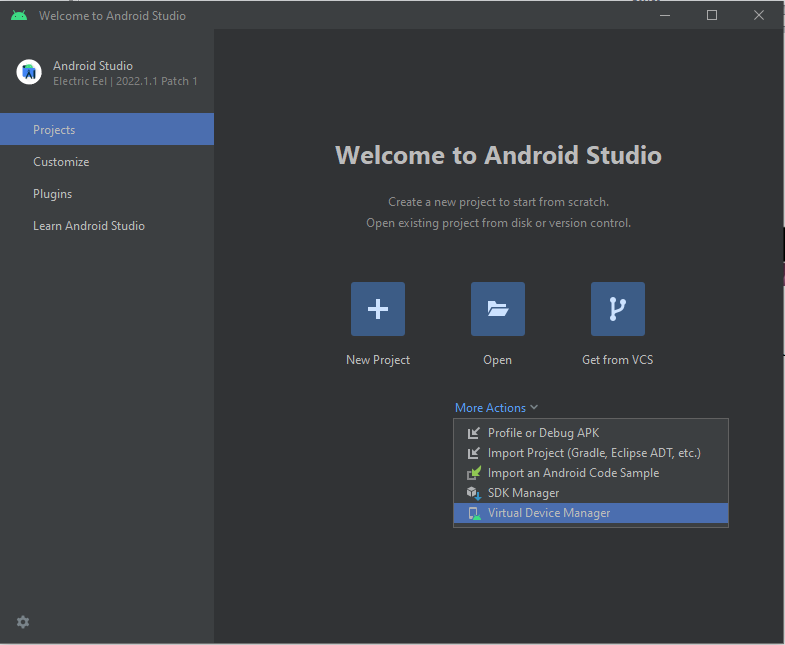 Welcome to Android Studio
Android Studio
Electric Eel | 2022.1.1 Patch 1
Projects
Customize
Plugins
Learn Android Studio
Welcome to Android Studio
Create a new project to start from scratch.
Open existing project from disk or version control.
New Project
Open
Get from VCS
More Actions
Profile or Debug APK
Import Project (Gradle, Eclipse ADT, etc.)
Import an Android Code Sample
SDK Manager
Virtual Device Manager